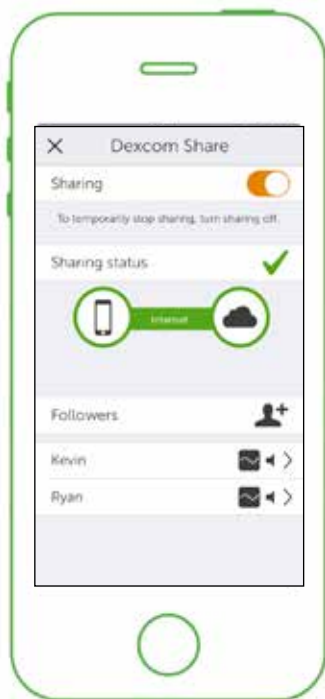 Dexcom Share
Sharing
To temporarily stop sharing, turn sharing off.
Sharing status
Internet
Followers
Kevin
Ryan